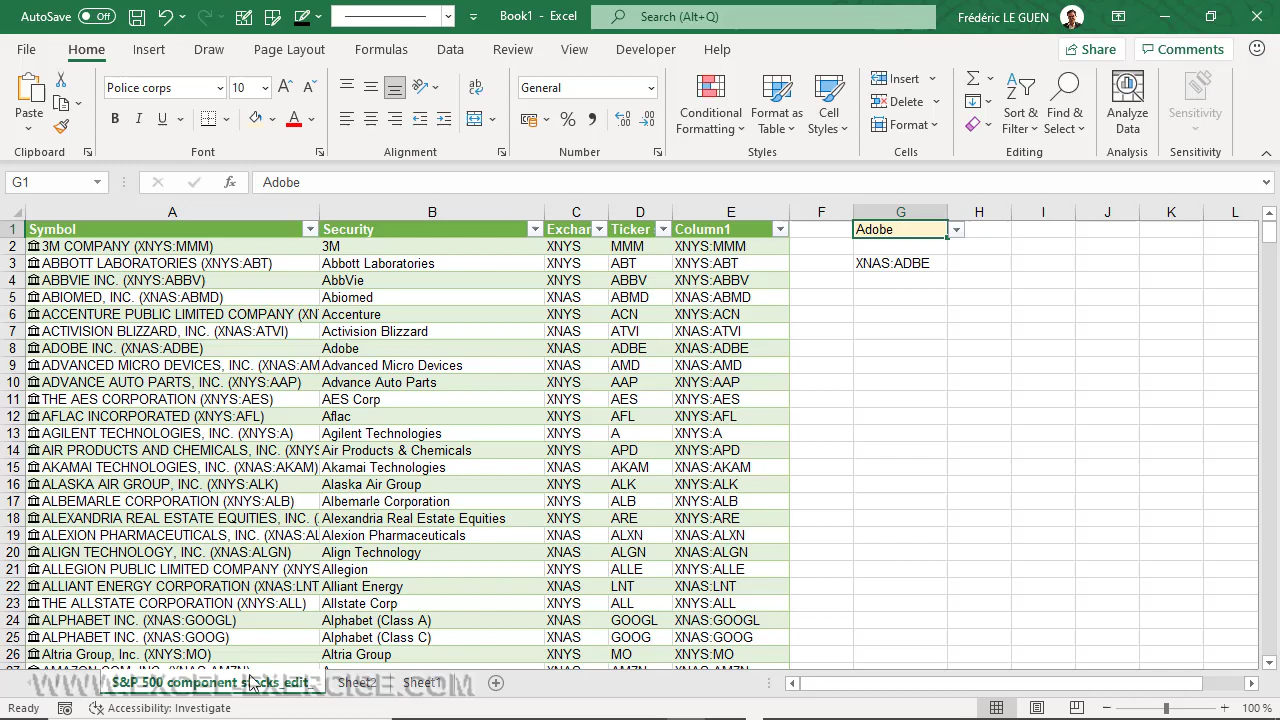 AutoSave Off Book1 - Excel Search (Alt+Q) Frédéric LE GUEN
File Home Insert Draw Page Layout Formulas Data Review View Developer Help Share Comments
Paste
Police corps 10
B I U A
General
Conditional Formatting
Format as Table
Cell Styles
Insert
Delete
Format
Sort & Filter
Find & Select
Analyze Data
Sensitivity
Clipboard Font Alignment Number Styles Cells Editing Analysis Sensitivity
G1 fx Adobe
A B C D E F G H I J K L
1 Symbol Security Exchar Ticker Column1 Adobe
2 3M COMPANY (XNYS:MMM) 3M XNYS MMM XNYS:MMM
3 ABBOTT LABORATORIES (XNYS:ABT) Abbott Laboratories XNYS ABT XNYS:ABT XNAS:ADBE
4 ABBVIE INC. (XNYS:ABBV) AbbVie XNYS ABBV XNYS:ABBV
5 ABIOMED, INC. (XNAS:ABMD) Abiomed XNAS ABMD XNAS:ABMD
6 ACCENTURE PUBLIC LIMITED COMPANY (XN Accenture XNYS ACN XNYS:ACN
7 ACTIVISION BLIZZARD, INC. (XNAS:ATVI) Activision Blizzard XNAS ATVI XNAS:ATVI
8 ADOBE INC. (XNAS:ADBE) Adobe XNAS ADBE XNAS:ADBE
9 ADVANCED MICRO DEVICES, INC. (XNAS:AM Advanced Micro Devices XNAS AMD XNAS:AMD
10 ADVANCE AUTO PARTS, INC. (XNYS:AAP) Advance Auto Parts XNYS AAP XNYS:AAP
11 THE AES CORPORATION (XNYS:AES) AES Corp XNYS AES XNYS:AES
12 AFLAC INCORPORATED (XNYS:AFL) Aflac XNYS AFL XNYS:AFL
13 AGILENT TECHNOLOGIES, INC. (XNYS:A) Agilent Technologies XNYS A XNYS:A
14 AIR PRODUCTS AND CHEMICALS, INC. (XNYS Air Products & Chemicals XNYS APD XNYS:APD
15 AKAMAI TECHNOLOGIES, INC. (XNAS:AKAM) Akamai Technologies XNAS AKAM XNAS:AKAM
16 ALASKA AIR GROUP, INC. (XNYS:ALK) Alaska Air Group XNYS ALK XNYS:ALK
17 ALBEMARLE CORPORATION (XNYS:ALB) Albemarle Corporation XNYS ALB XNYS:ALB
18 ALEXANDRIA REAL ESTATE EQUITIES, INC. ( Alexandria Real Estate Equities XNYS ARE XNYS:ARE
19 ALEXION PHARMACEUTICALS, INC. (XNAS:AL Alexion Pharmaceuticals XNAS ALXN XNAS:ALXN
20 ALIGN TECHNOLOGY, INC. (XNAS:ALGN) Align Technology XNAS ALGN XNAS:ALGN
21 ALLEGION PUBLIC LIMITED COMPANY (XNYS Allegion XNYS ALLE XNYS:ALLE
22 ALLIANT ENERGY CORPORATION (XNAS:LNT Alliant Energy XNAS LNT XNAS:LNT
23 THE ALLSTATE CORPORATION (XNYS:ALL) Allstate Corp XNYS ALL XNYS:ALL
24 ALPHABET INC. (XNAS:GOOGL) Alphabet (Class A) XNAS GOOGL XNAS:GOOGL
25 ALPHABET INC. (XNAS:GOOG) Alphabet (Class C) XNAS GOOG XNAS:GOOG
26 Altria Group, Inc. (XNYS:MO) Altria Group XNYS MO XNYS:MO
27 AMAZON.COM, INC. (XNAS:AMZN) XNAS AMZN XNAS:AMZN
S&P 500 component stocks_edit Sheet2 Sheet1
WWW.EXCEL-EXERCISE.COM
Ready Accessibility: Investigate 100 %